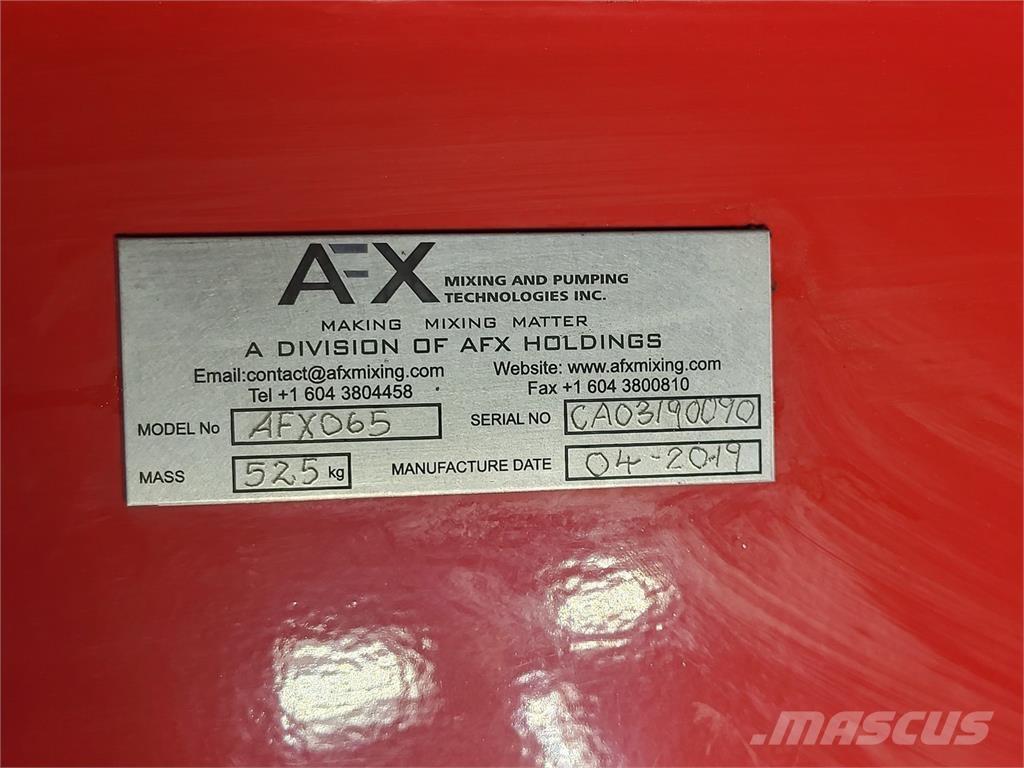 AFX MIXING AND PUMPING
TECHNOLOGIES INC.
MAKING MIXING MATTER
A DIVISION OF AFX HOLDINGS
Email:contact@afxmixing.com Website: www.afxmixing.com
Tel +1 604 3804458 Fax +1 604 3800810
MODEL No AFX065 SERIAL NO CA03190090
MASS 525 kg MANUFACTURE DATE 04-2019
MASCUS